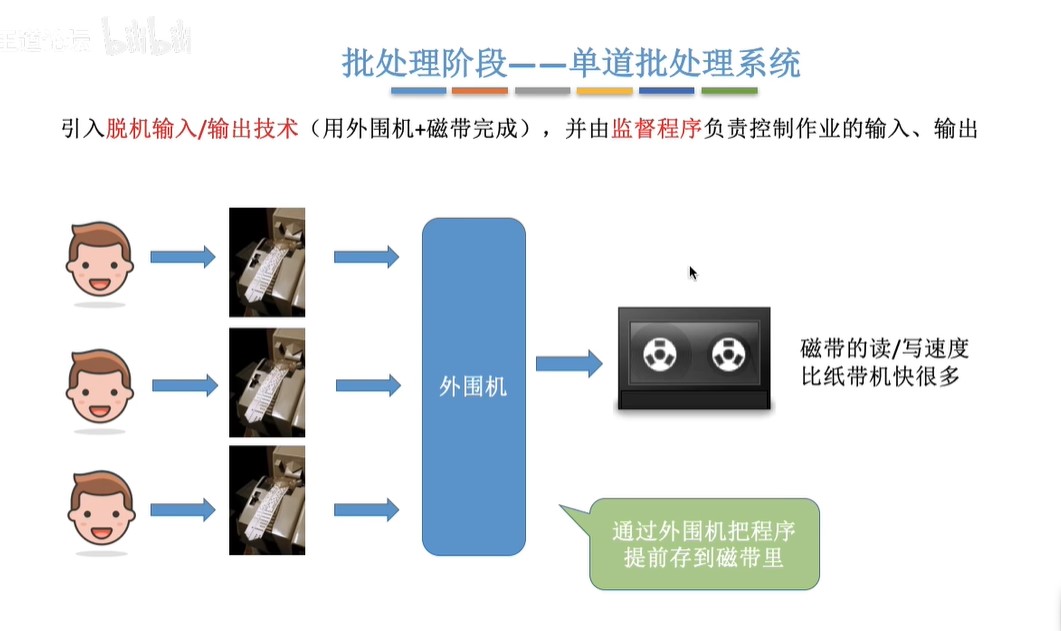 王道论坛 bilibili
批处理阶段——单道批处理系统
引入脱机输入/输出技术（用外围机+磁带完成），并由监督程序负责控制作业的输入、输出
外围机
磁带的读/写速度
比纸带机快很多
通过外围机把程序
提前存到磁带里